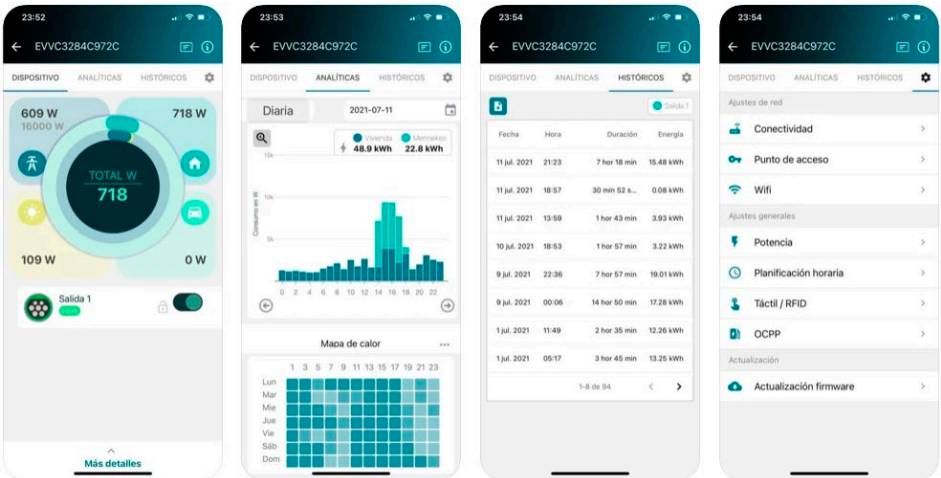 23:52
EVVC3284C972C
DISPOSITIVO ANALÍTICAS HISTÓRICOS
609 W
16000 W
718 W
TOTAL W
718
109 W
0 W
Salida 1
Más detalles
23:53
EVVC3284C972C
DISPOSITIVO ANALÍTICAS HISTÓRICOS
Diaria
2021-07-11
Vivienda Mennekes
48.9 kWh 22.8 kWh
15k
10k
5k
Consumo en W
0 2 4 6 8 10 12 14 16 18 20 22
Mapa de calor
1 3 5 7 9 11 13 15 17 19 21 23
Lun
Mar
Mie
Jue
Vie
Sáb
Dom
23:54
EVVC3284C972C
DISPOSITIVO ANALÍTICAS HISTÓRICOS
Salida 1
Fecha Hora Duración Energía
11 jul. 2021 21:23 7 hor 18 min 15.48 kWh
11 jul. 2021 18:57 30 min 52 s... 0.08 kWh
11 jul. 2021 13:59 1 hor 43 min 3.93 kWh
10 jul. 2021 18:53 1 hor 57 min 3.22 kWh
9 jul. 2021 22:36 7 hor 57 min 19.01 kWh
9 jul. 2021 00:06 14 hor 50 min 17.28 kWh
1 jul. 2021 11:49 2 hor 35 min 12.26 kWh
1 jul. 2021 05:17 3 hor 45 min 13.25 kWh
1-8 de 94
23:54
EVVC3284C972C
DISPOSITIVO ANALÍTICAS HISTÓRICOS
Ajustes de red
Conectividad
Punto de acceso
Wifi
Ajustes generales
Potencia
Planificación horaria
Táctil / RFID
OCPP
Actualización
Actualización firmware